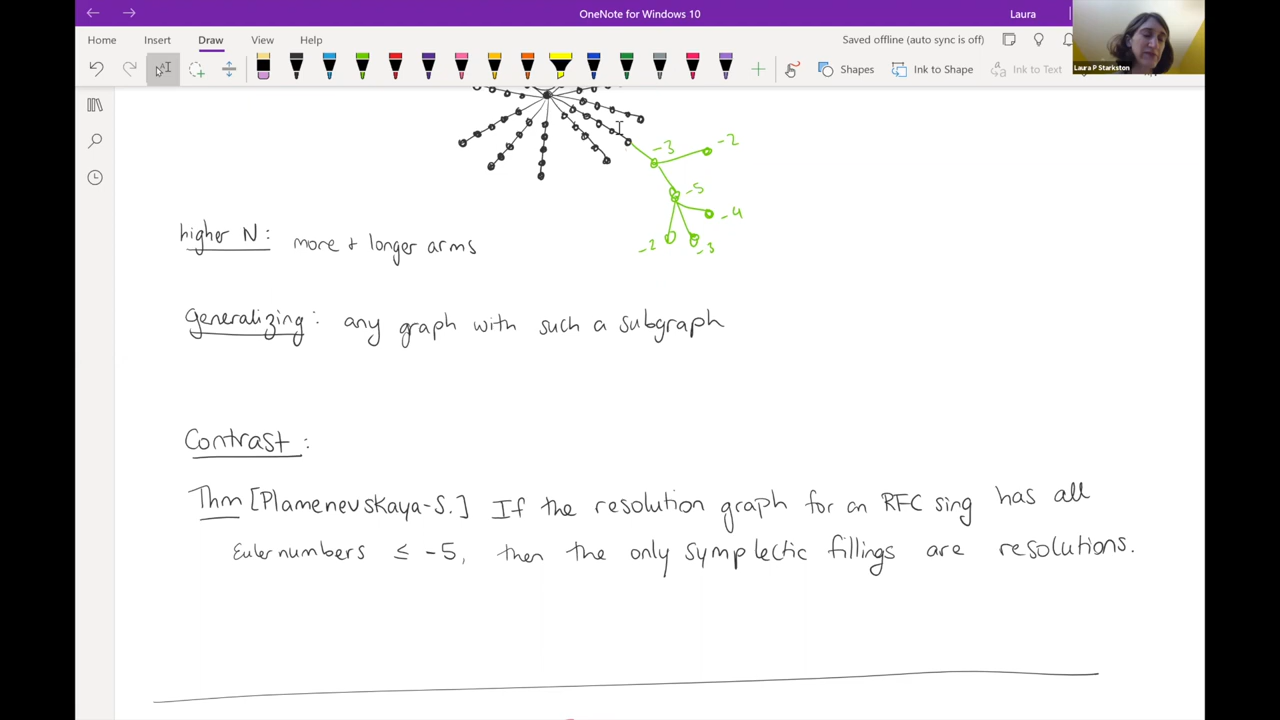 OneNote for Windows 10
Laura
Home Insert Draw View Help
Saved offline (auto sync is off)
Shapes Ink to Shape Ink to Text
Laura P Starkston
-3 -2
-5
-4
-2 -3
higher N: more + longer arms
generalizing: any graph with such a subgraph
Contrast:
Thm [Plamenevskaya-S.] If the resolution graph for an RFC sing has all
Euler numbers ≤ -5, then the only symplectic fillings are resolutions.